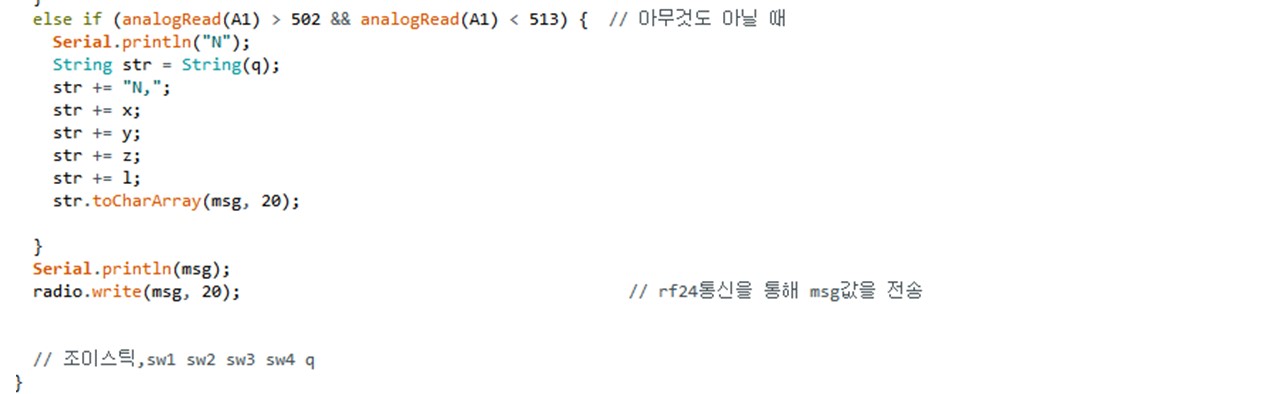 }
else if (analogRead(A1) > 502 && analogRead(A1) < 513) { // 아무것도 아닐 때
Serial.println("N");
String str = String(q);
str += "N,";
str += x;
str += y;
str += z;
str += l;
str.toCharArray(msg, 20);
}
Serial.println(msg);
radio.write(msg, 20); // rf24통신을 통해 msg값을 전송
// 조이스틱,sw1 sw2 sw3 sw4 q
}